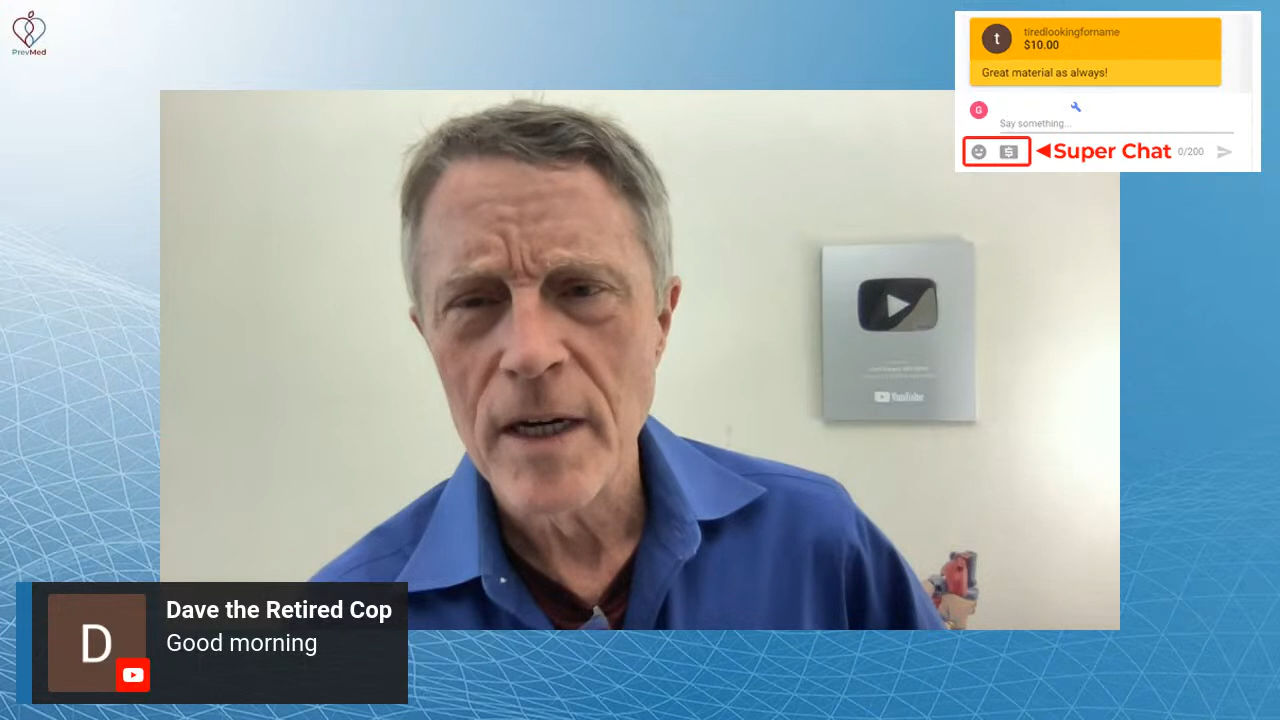 PrevMed
t
tiredlookingforname
$10.00
Great material as always!
G
Say something...
Super Chat
0/200
YouTube
D
Dave the Retired Cop
Good morning